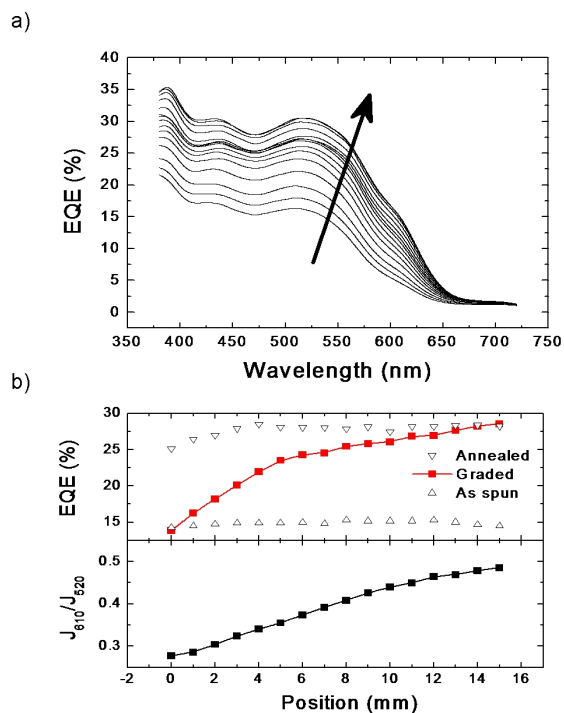 a)
40
35
30
25
20
15
10
5
0
EQE (%)
350 400 450 500 550 600 650 700 750
Wavelength (nm)
b)
30
25
20
15
EQE (%)
Annealed
Graded
As spun
0.5
0.4
0.3
J610/J520
-2 0 2 4 6 8 10 12 14 16
Position (mm)